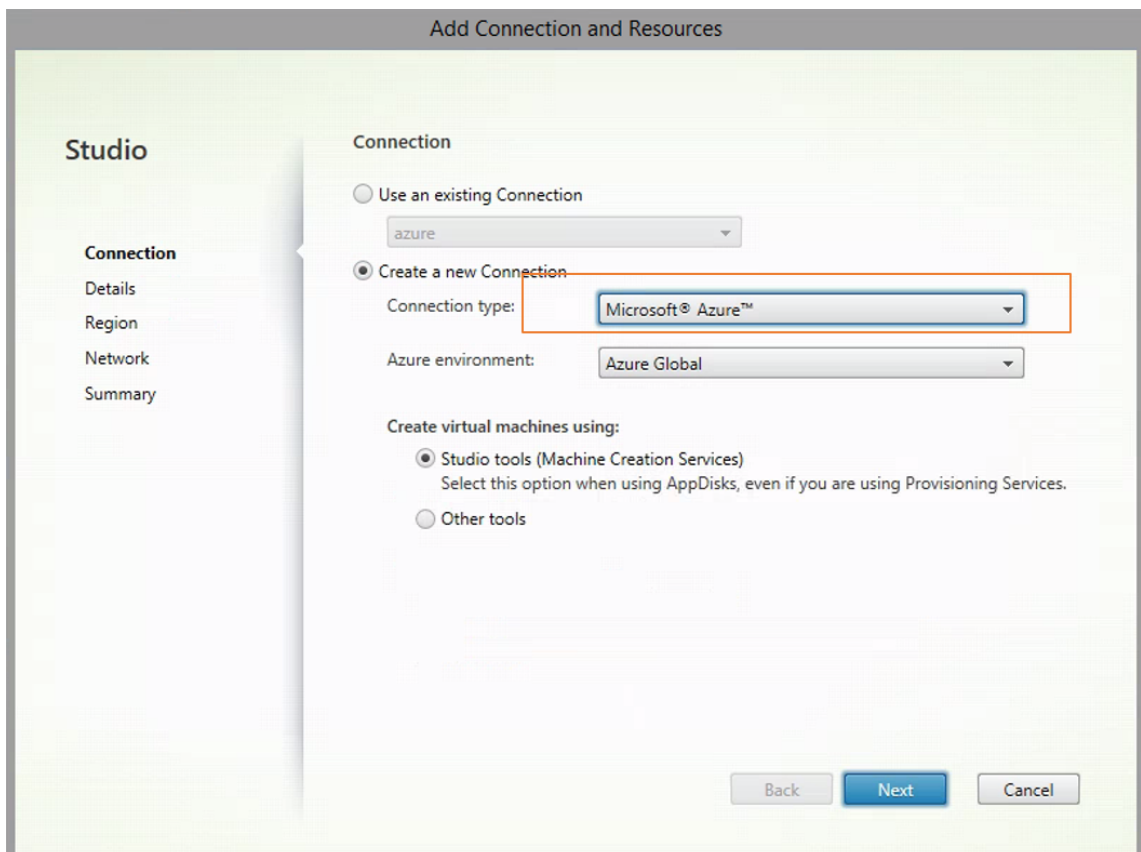 Add Connection and Resources
Studio
Connection
Details
Region
Network
Summary
Connection
Use an existing Connection
azure
Create a new Connection
Connection type:
Microsoft® Azure™
Azure environment:
Azure Global
Create virtual machines using:
Studio tools (Machine Creation Services)
Select this option when using AppDisks, even if you are using Provisioning Services.
Other tools
Back
Next
Cancel